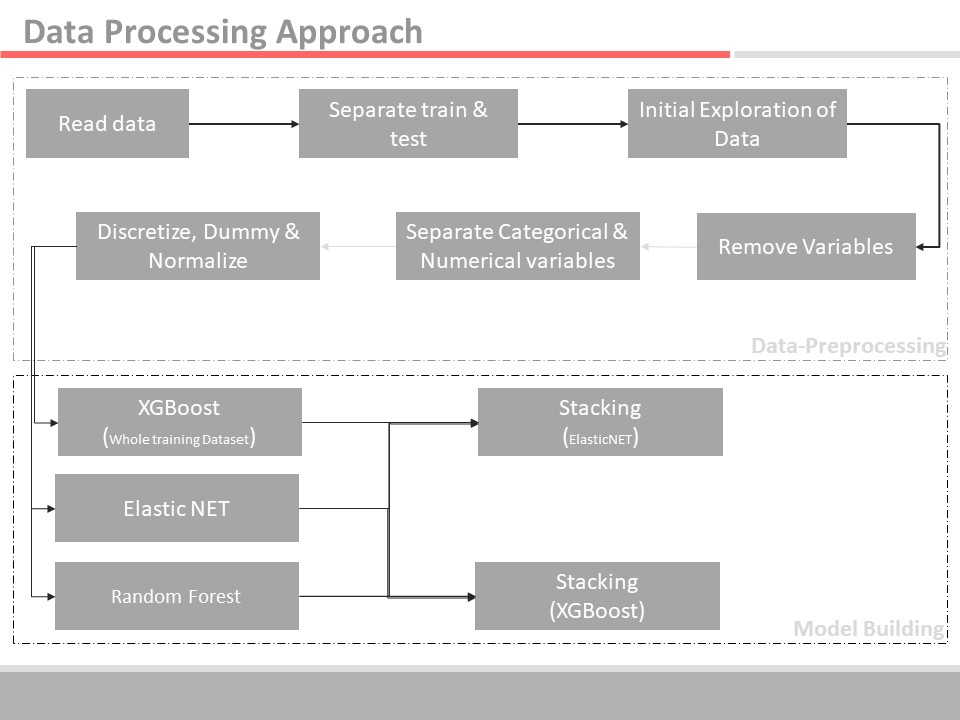 Data Processing Approach
Read data
Separate train &
test
Initial Exploration of
Data
Discretize, Dummy &
Normalize
Separate Categorical &
Numerical variables
Remove Variables
Data-Preprocessing
XGBoost
(Whole training Dataset)
Stacking
(ElasticNET)
Elastic NET
Random Forest
Stacking
(XGBoost)
Model Building